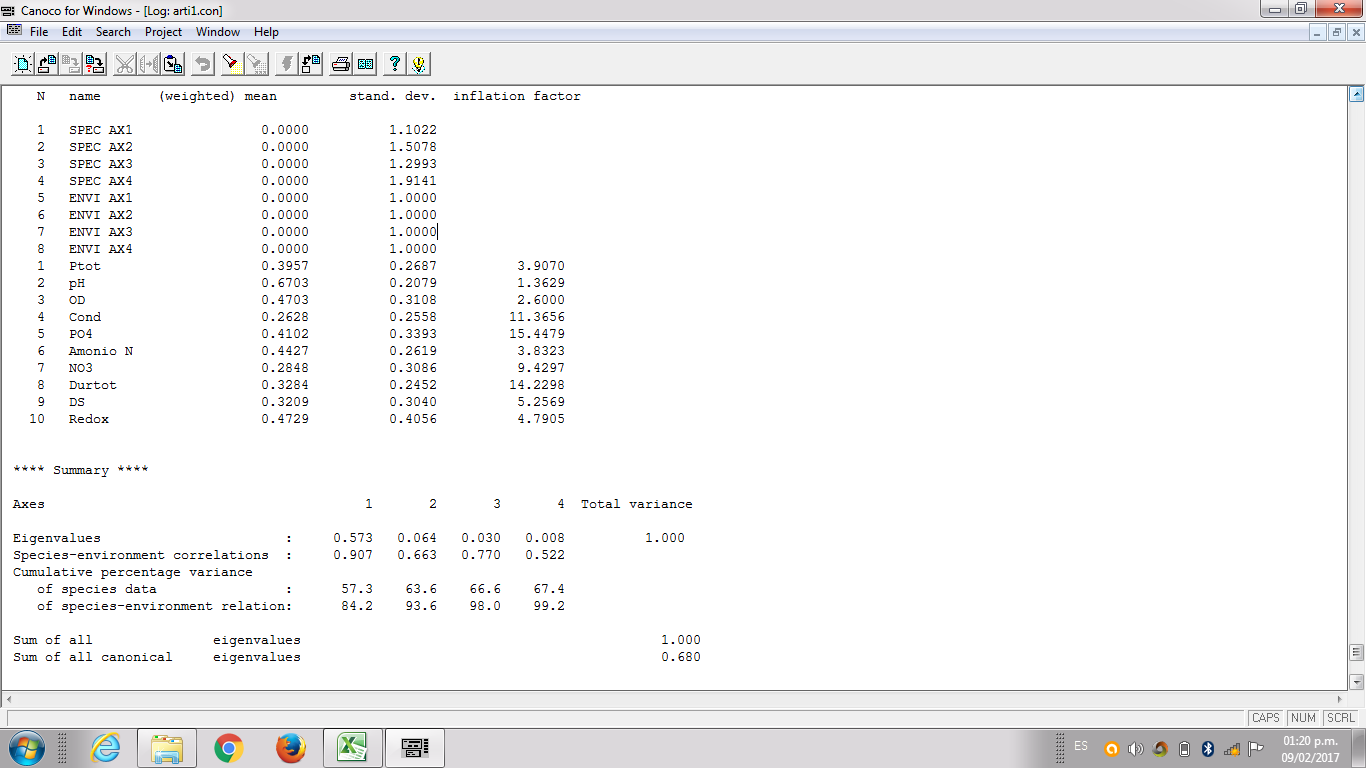 Canoco for Windows - [Log: arti1.con]
File Edit Search Project Window Help
N name (weighted) mean stand. dev. inflation factor
1 SPEC AX1 0.0000 1.1022
2 SPEC AX2 0.0000 1.5078
3 SPEC AX3 0.0000 1.2993
4 SPEC AX4 0.0000 1.9141
5 ENVI AX1 0.0000 1.0000
6 ENVI AX2 0.0000 1.0000
7 ENVI AX3 0.0000 1.0000
8 ENVI AX4 0.0000 1.0000
1 Ptot 0.3957 0.2687 3.9070
2 pH 0.6703 0.2079 1.3629
3 OD 0.4703 0.3108 2.6000
4 Cond 0.2628 0.2558 11.3656
5 PO4 0.4102 0.3393 15.4479
6 Amonio N 0.4427 0.2619 3.8323
7 NO3 0.2848 0.3086 9.4297
8 Durtot 0.3284 0.2452 14.2298
9 DS 0.3209 0.3040 5.2569
10 Redox 0.4729 0.4056 4.7905
**** Summary ****
Axes 1 2 3 4 Total variance
Eigenvalues : 0.573 0.064 0.030 0.008 1.000
Species-environment correlations : 0.907 0.663 0.770 0.522
Cumulative percentage variance
of species data : 57.3 63.6 66.6 67.4
of species-environment relation: 84.2 93.6 98.0 99.2
Sum of all eigenvalues 1.000
Sum of all canonical eigenvalues 0.680
CAPS NUM SCRL
ES 01:20 p.m.
09/02/2017